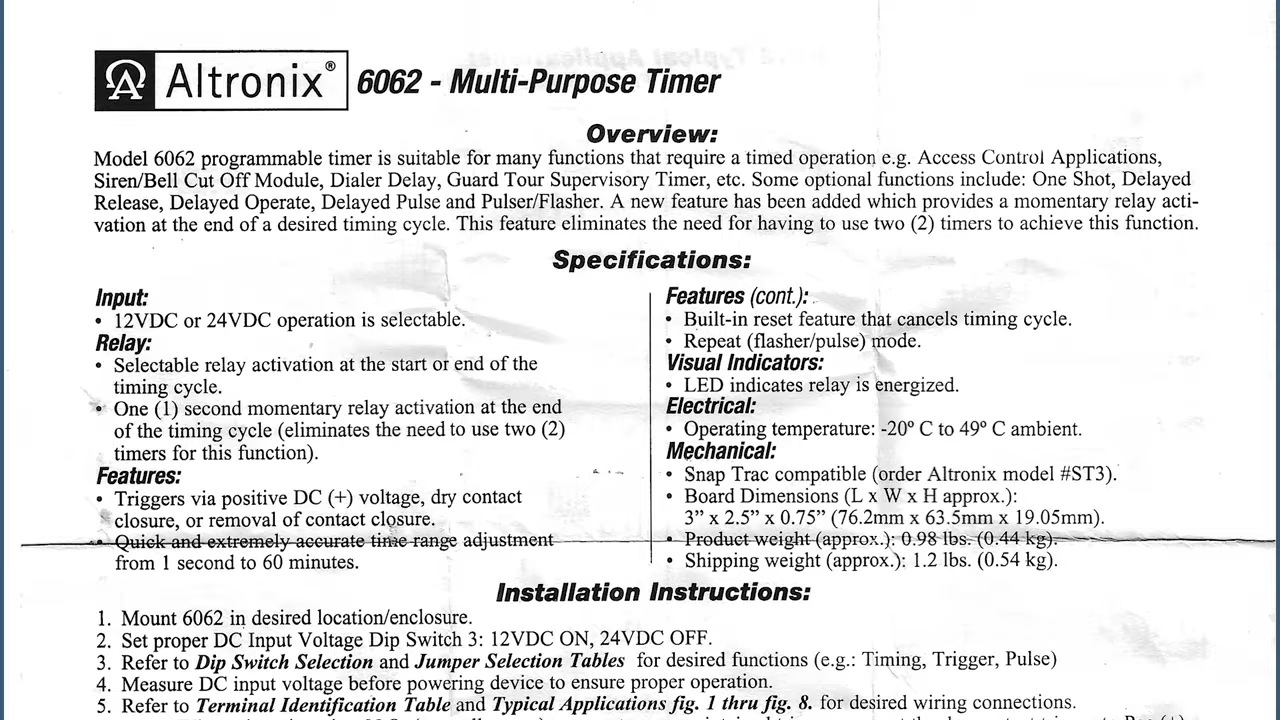 Altronix® 6062 - Multi-Purpose Timer
Overview:
Model 6062 programmable timer is suitable for many functions that require a timed operation e.g. Access Control Applications,
Siren/Bell Cut Off Module, Dialer Delay, Guard Tour Supervisory Timer, etc. Some optional functions include: One Shot, Delayed
Release, Delayed Operate, Delayed Pulse and Pulser/Flasher. A new feature has been added which provides a momentary relay acti-
vation at the end of a desired timing cycle. This feature eliminates the need for having to use two (2) timers to achieve this function.
Specifications:
Input:
• 12VDC or 24VDC operation is selectable.
Relay:
• Selectable relay activation at the start or end of the
timing cycle.
• One (1) second momentary relay activation at the end
of the timing cycle (eliminates the need to use two (2)
timers for this function).
Features:
• Triggers via positive DC (+) voltage, dry contact
closure, or removal of contact closure.
• Quick and extremely accurate time range adjustment
from 1 second to 60 minutes.
Features (cont.):
• Built-in reset feature that cancels timing cycle.
• Repeat (flasher/pulse) mode.
Visual Indicators:
• LED indicates relay is energized.
Electrical:
• Operating temperature: -20º C to 49º C ambient.
Mechanical:
• Snap Trac compatible (order Altronix model #ST3).
• Board Dimensions (L x W x H approx.):
3” x 2.5” x 0.75” (76.2mm x 63.5mm x 19.05mm).
• Product weight (approx.): 0.98 lbs. (0.44 kg).
• Shipping weight (approx.): 1.2 lbs. (0.54 kg).
Installation Instructions:
1. Mount 6062 in desired location/enclosure.
2. Set proper DC Input Voltage Dip Switch 3: 12VDC ON, 24VDC OFF.
3. Refer to Dip Switch Selection and Jumper Selection Tables for desired functions (e.g.: Timing, Trigger, Pulse)
4. Measure DC input voltage before powering device to ensure proper operation.
5. Refer to Terminal Identification Table and Typical Applications fig. 1 thru fig. 8. for desired wiring connections.